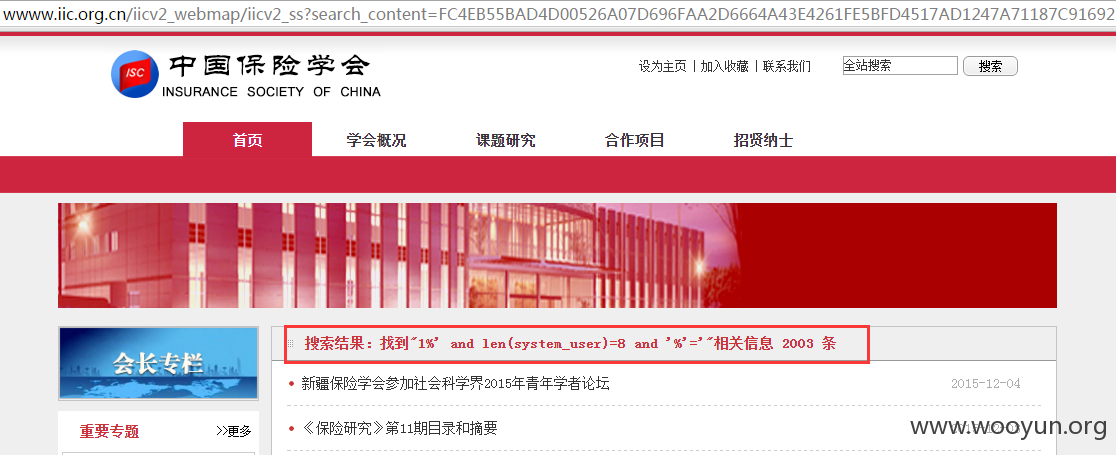 www.iic.org.cn/iicv2_webmap/iicv2_ss?search_content=FC4EB55BAD4D00526A07D696FAA2D6664A43E4261FE5BFD4517AD1247A71187C91692
ISC 中国保险学会
INSURANCE SOCIETY OF CHINA
设为主页 | 加入收藏 | 联系我们 全站搜索 搜索
首页 学会概况 课题研究 合作项目 招贤纳士
会长专栏
搜索结果：找到"1%' and len(system_user)=8 and '%'='"相关信息 2003 条
新疆保险学会参加社会科学界2015年青年学者论坛 2015-12-04
重要专题 >>更多
《保险研究》第11期目录和摘要
www.wooyun.org